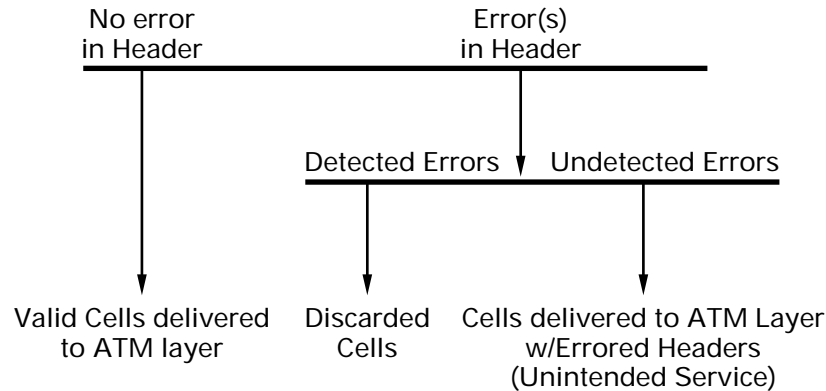 No error
in Header
Error(s)
in Header
Detected Errors
Undetected Errors
Valid Cells delivered
to ATM layer
Discarded
Cells
Cells delivered to ATM Layer
w/Errored Headers
(Unintended Service)